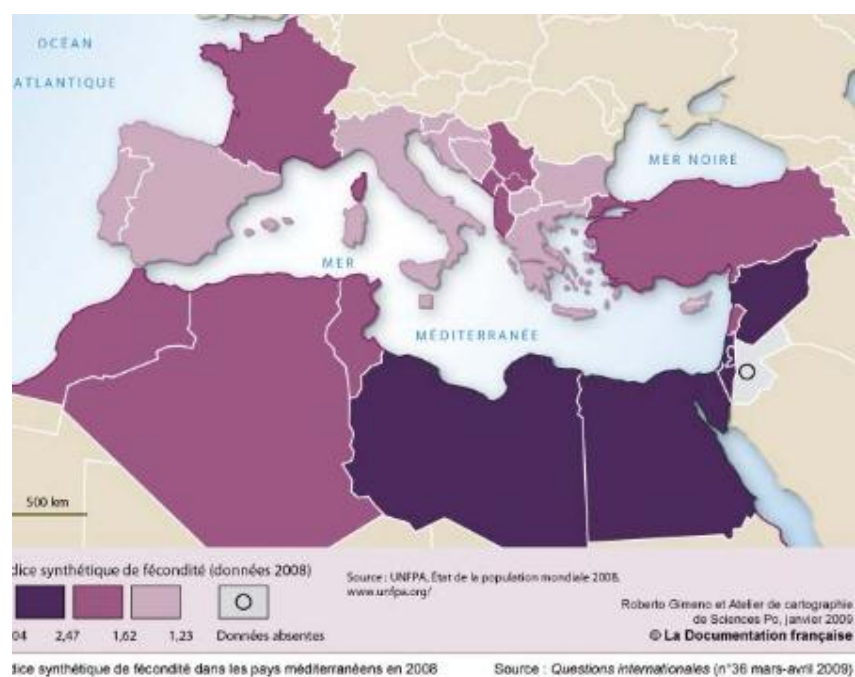 OCÉAN
ATLANTIQUE
MER NOIRE
MER
MÉDITERRANÉE
500 km
dice synthétique de fécondité (données 2008)
04 2,47 1,62 1,23 Données absentes
Source : UNFPA, État de la population mondiale 2008,
www.unfpa.org/
Roberto Gimeno et Atelier de cartographie
de Sciences Po, janvier 2009
© La Documentation française
dice synthétique de fécondité dans les pays méditerranéens en 2008
Source : Questions internationales (n°36 mars-avril 2009)